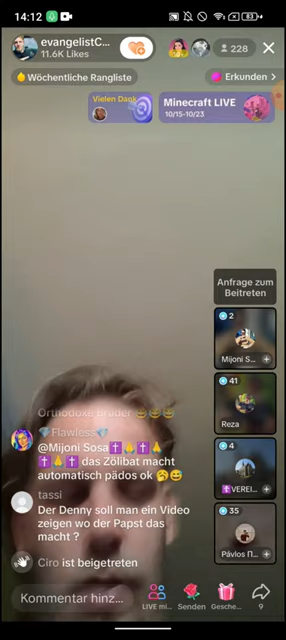 14:12
83
evangelistC...
11.6K Likes
228
Wöchentliche Rangliste
Erkunden >
Vielen Dank
Minecraft LIVE
10/15-10/23
Anfrage zum
Beitreten
2
Mijoni S...
41
Reza
4
✝️VEREI...
35
Pávlos Π...
Orthodoxe Brüder 😅😅😅
💎Flawless💎
@Mijoni Sosa✝️🙏✝️🙏
✝️🙏✝️ das Zölibat macht
automatisch pädos ok 🤔😅
tassi
Der Denny soll man ein Video
zeigen wo der Papst das
macht ?
Ciro ist beigetreten
Kommentar hinz...
LIVE mi...
Senden
Gesche...
9